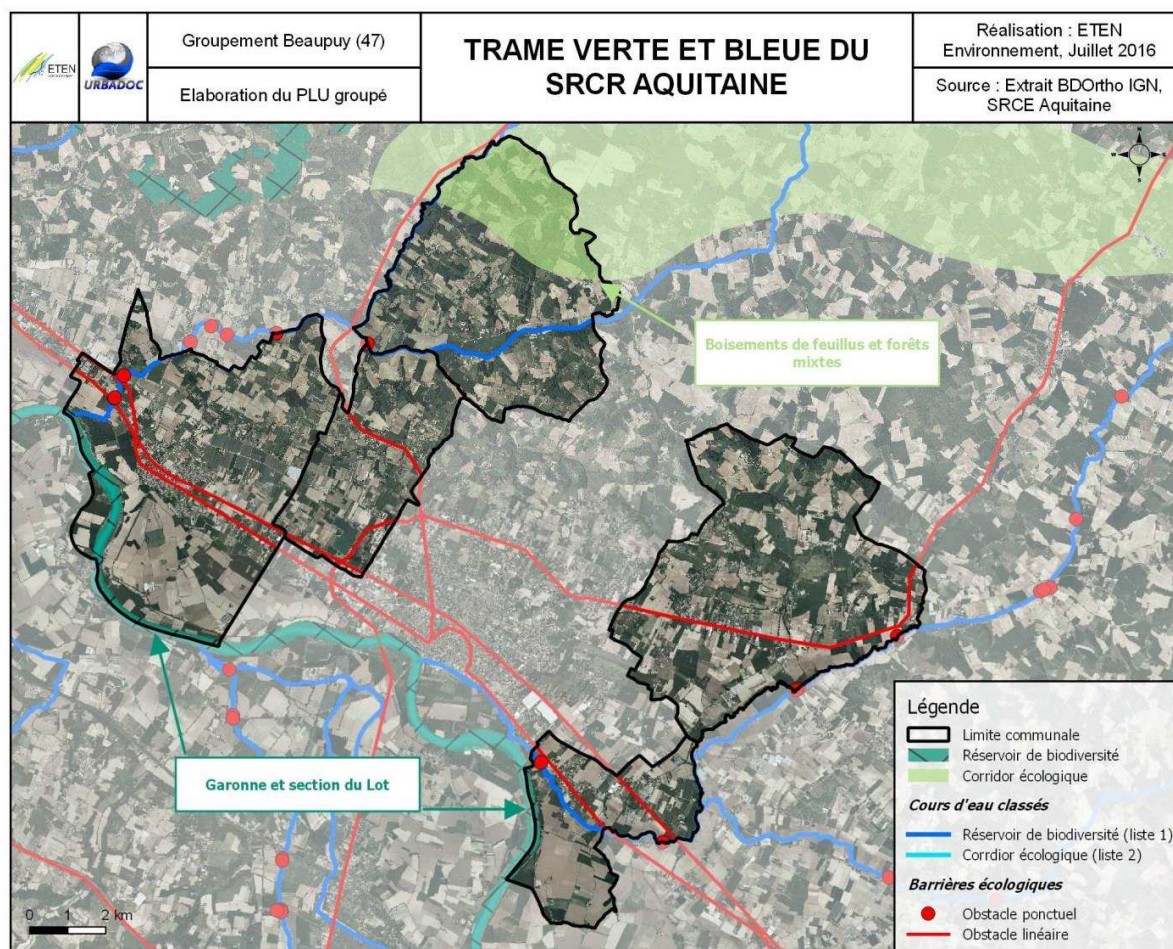 ETEN
URBADOC
Groupement Beaupuy (47)
Elaboration du PLU groupé
TRAME VERTE ET BLEUE DU
SRCR AQUITAINE
Réalisation : ETEN
Environnement, Juillet 2016
Source : Extrait BDOrtho IGN,
SRCE Aquitaine
N
W
E
S
Boisements de feuillus et forêts
mixtes
Garonne et section du Lot
Légende
Limite communale
Réservoir de biodiversité
Corridor écologique
Cours d'eau classés
Réservoir de biodiversité (liste 1)
Corrdior écologique (liste 2)
Barrières écologiques
Obstacle ponctuel
Obstacle linéaire
0 1 2 km